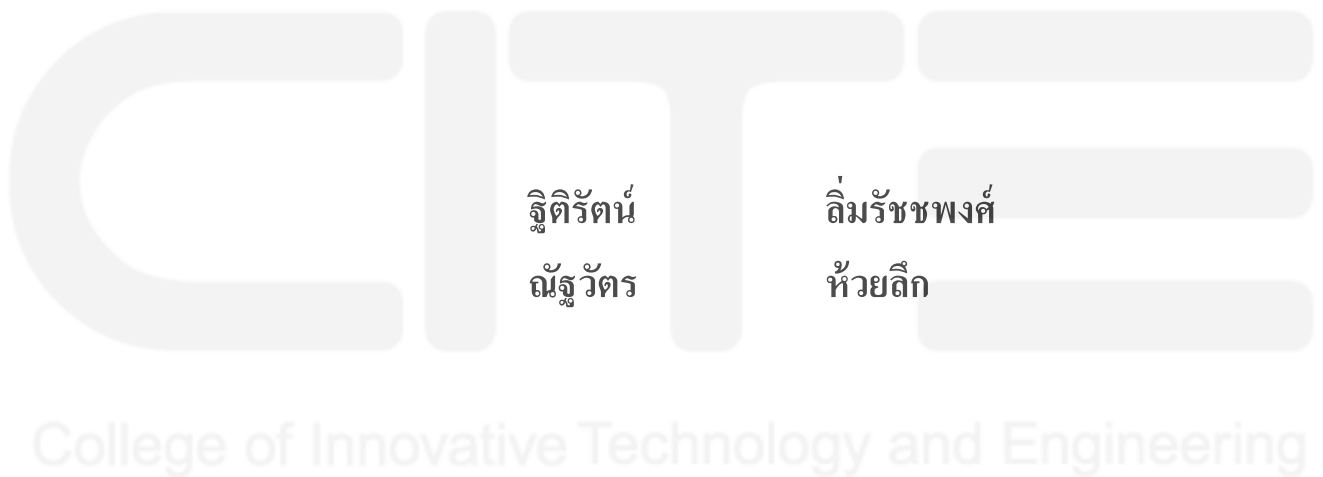 CITE
ฐิติรัตน์ ลิ่มรัชชพงศ์
ณัฐวัตร ห้วยลึก
College of Innovative Technology and Engineering